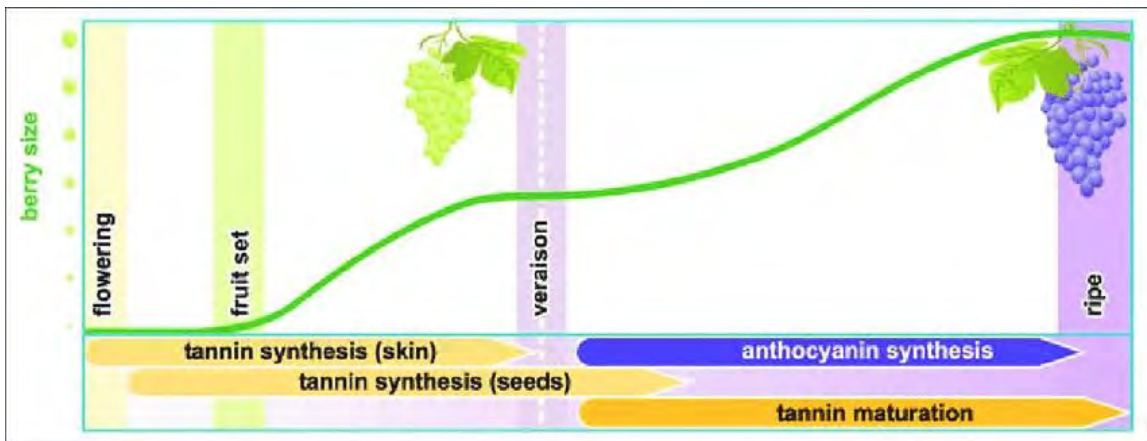 berry size
flowering
fruit set
veraison
ripe
tannin synthesis (skin)
anthocyanin synthesis
tannin synthesis (seeds)
tannin maturation